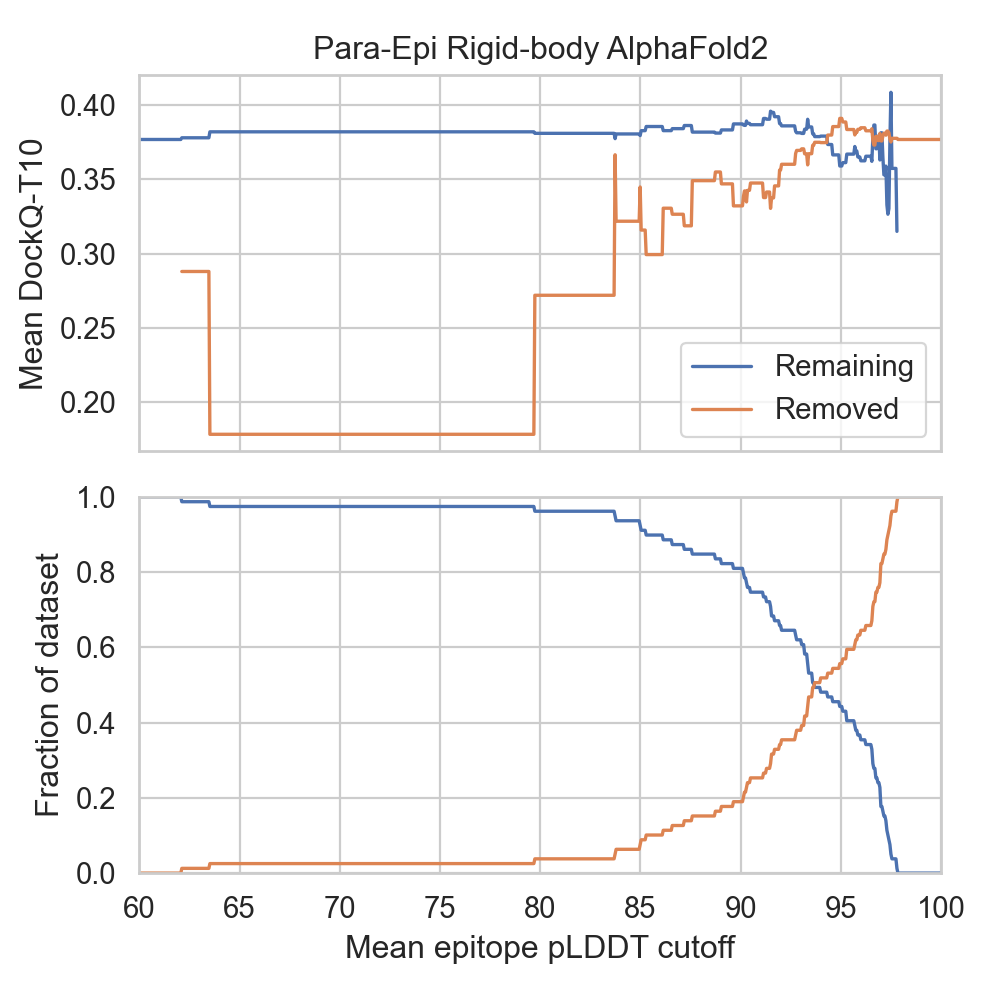 Para-Epi Rigid-body AlphaFold2
Mean DockQ-T10
0.40
0.35
0.30
0.25
0.20
Remaining
Removed
Fraction of dataset
1.0
0.8
0.6
0.4
0.2
0.0
60 65 70 75 80 85 90 95 100
Mean epitope pLDDT cutoff